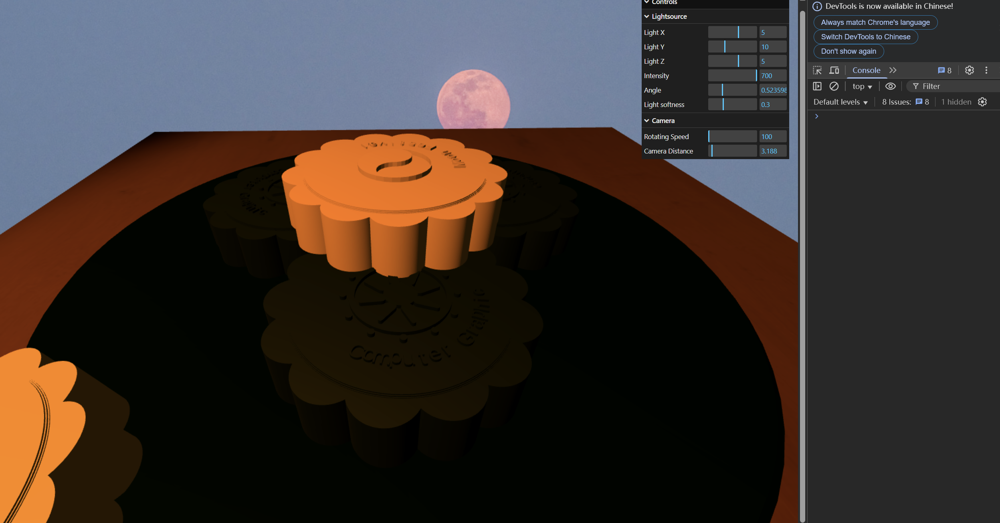 Controls
Lightsource
Light X 5
Light Y 10
Light Z 5
Intensity 700
Angle 0.523598
Light softness 0.3
Camera
Rotating Speed 100
Camera Distance 3.188
Computer Graphic
Graphic
DevTools is now available in Chinese!
Always match Chrome's language
Switch DevTools to Chinese
Don't show again
Console 8
top Filter
Default levels 8 Issues: 8 1 hidden